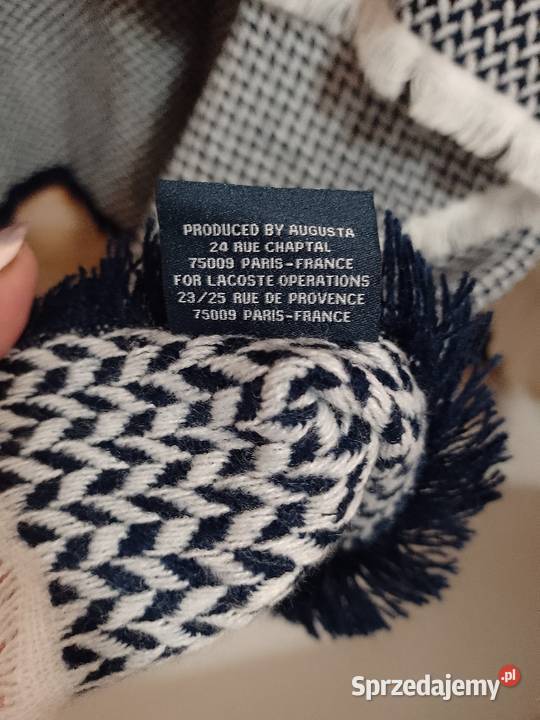 PRODUCED BY AUGUSTA
24 RUE CHAPTAL
75009 PARIS-FRANCE
FOR LACOSTE OPERATIONS
23/25 RUE DE PROVENCE
75009 PARIS-FRANCE
Sprzedajemy.pl